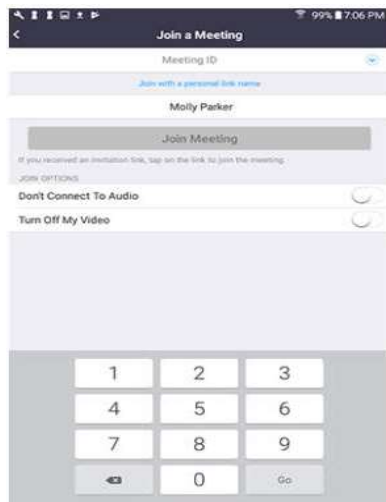 99% 7:06 PM
Join a Meeting
Meeting ID
Join with a personal link name
Molly Parker
Join Meeting
If you received an invitation link, tap on the link to join the meeting
JOIN OPTIONS
Don't Connect To Audio
Turn Off My Video
1 2 3
4 5 6
7 8 9
0 Go